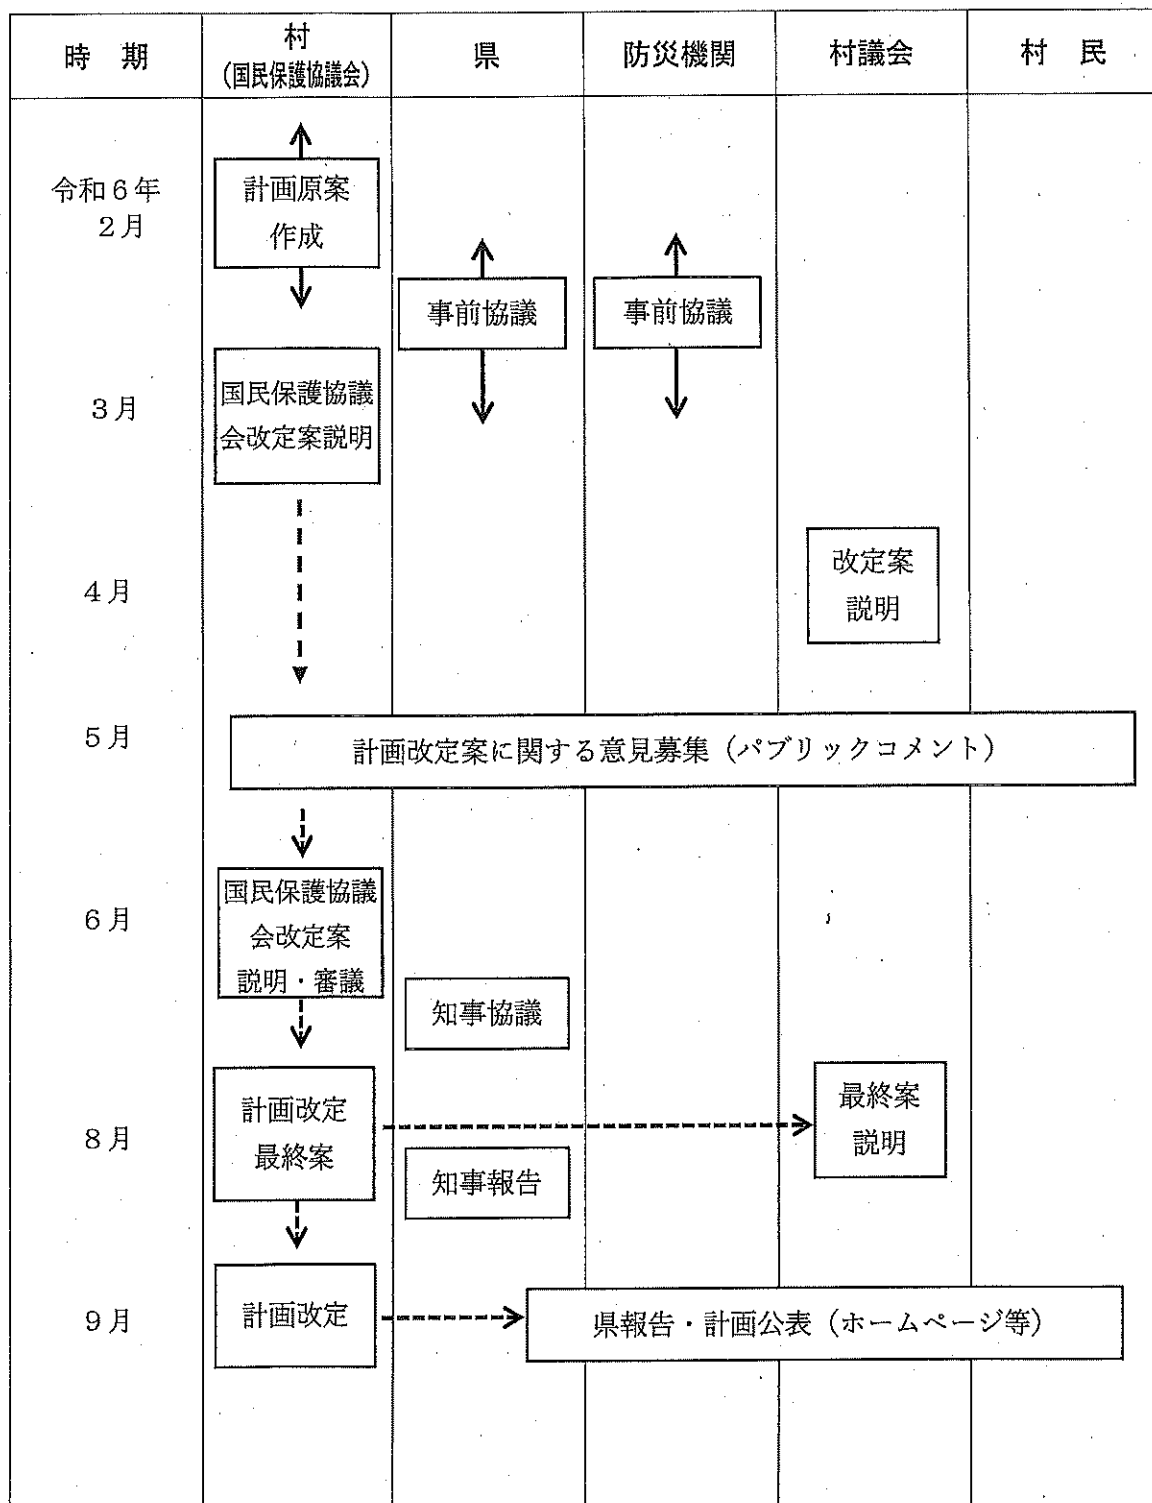 時 期
村
（国民保護協議会）
県
防災機関
村議会
村 民
令和６年
２月
計画原案
作成
事前協議
事前協議
３月
国民保護協議
会改定案説明
４月
改定案
説明
５月
計画改定案に関する意見募集（パブリックコメント）
６月
国民保護協議
会改定案
説明・審議
知事協議
８月
計画改定
最終案
最終案
説明
知事報告
９月
計画改定
県報告・計画公表（ホームページ等）